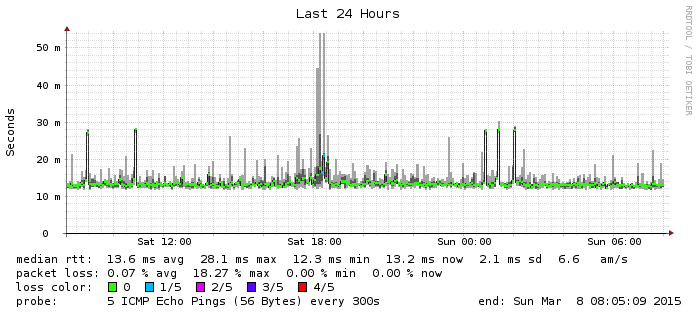 Last 24 Hours
RRDTOOL / TOBI OETIKER
Seconds
50 m
40 m
30 m
20 m
10 m
0
Sat 12:00 Sat 18:00 Sun 00:00 Sun 06:00
median rtt: 13.6 ms avg 28.1 ms max 12.3 ms min 13.2 ms now 2.1 ms sd 6.6 am/s
packet loss: 0.07 % avg 18.27 % max 0.00 % min 0.00 % now
loss color: 0 1/5 2/5 3/5 4/5
probe: 5 ICMP Echo Pings (56 Bytes) every 300s end: Sun Mar 8 08:05:09 2015